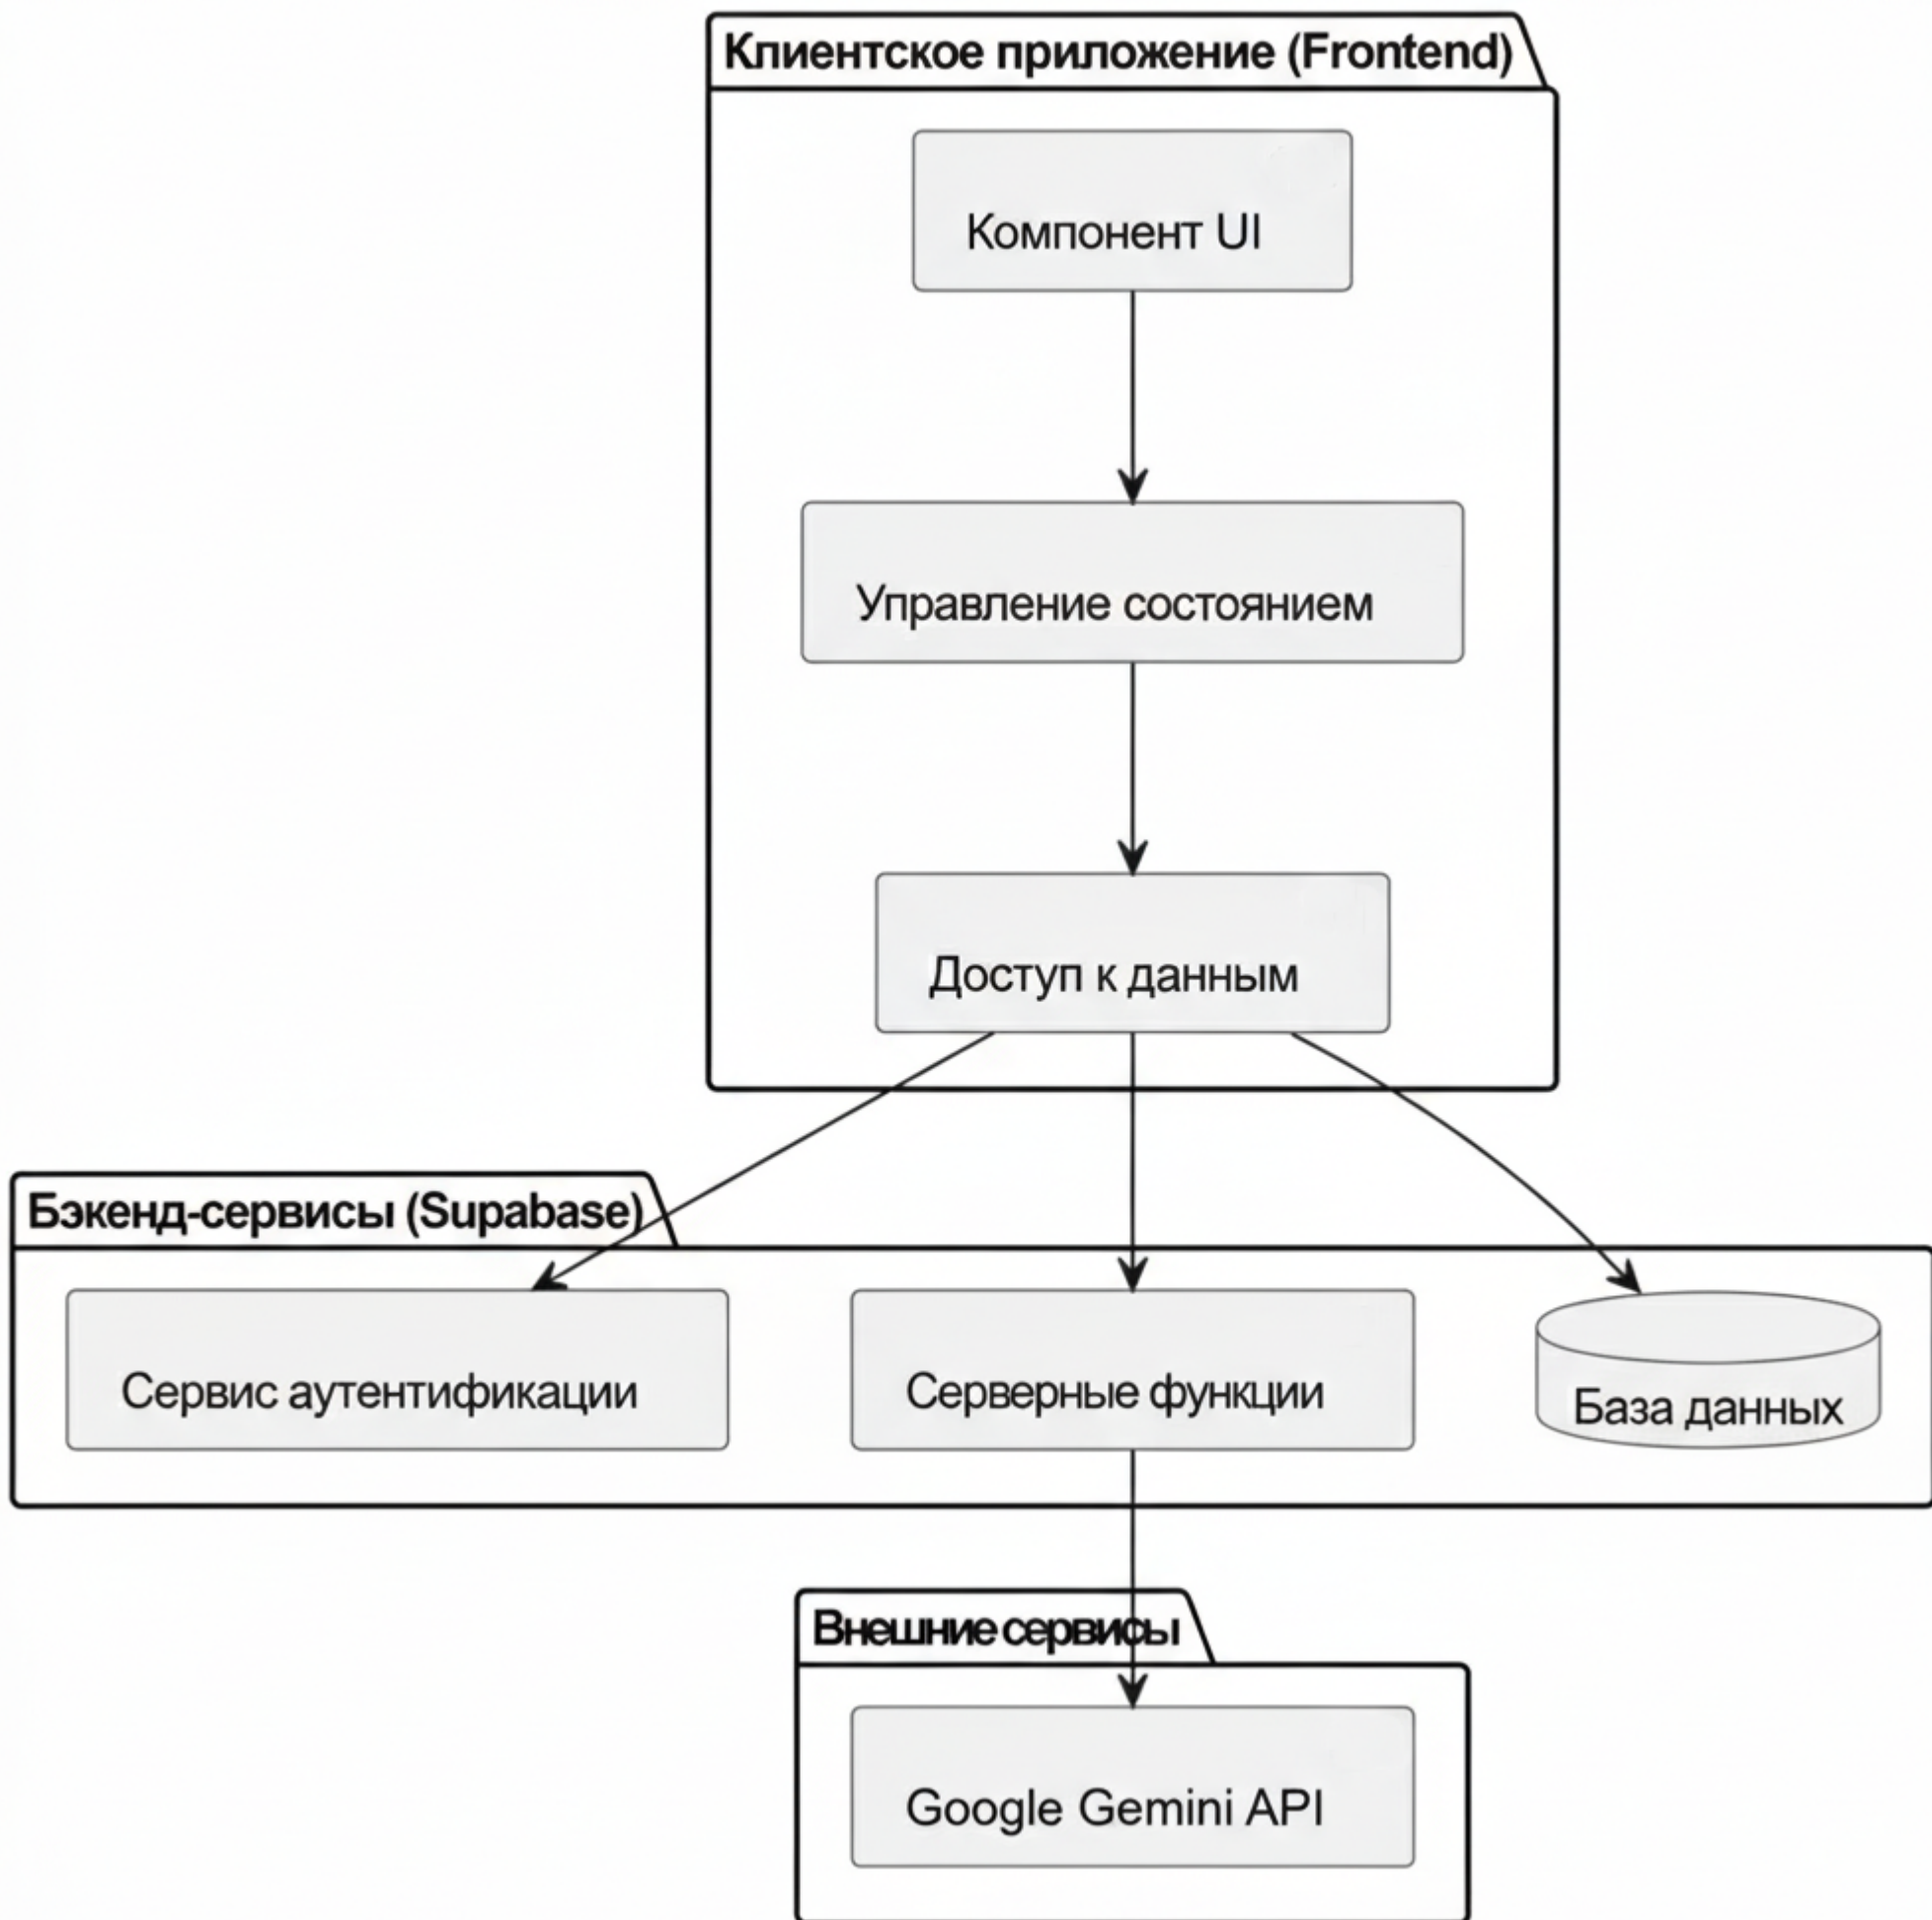 Клиентское приложение (Frontend)
Компонент UI
Управление состоянием
Доступ к данным
Бэкенд-сервисы (Supabase)
Сервис аутентификации
Серверные функции
База данных
Внешние сервисы
Google Gemini API